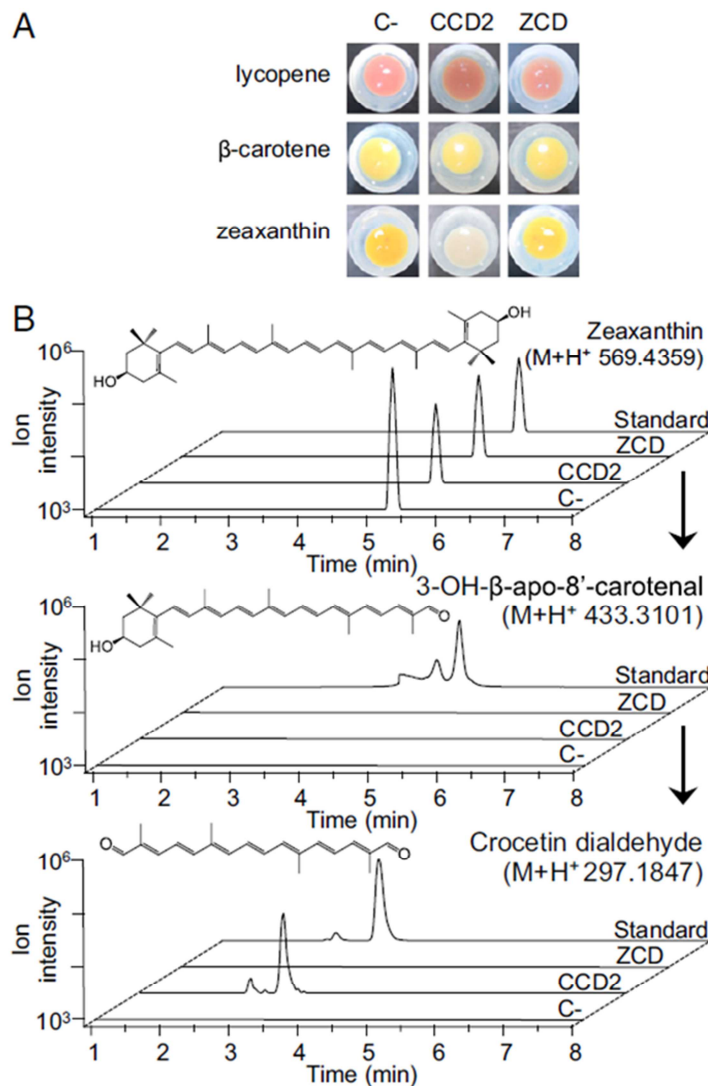 A
C- CCD2 ZCD
lycopene
β-carotene
zeaxanthin
B
OH
HO
Zeaxanthin
(M+H⁺ 569.4359)
10⁶
Ion
intensity
10³
Standard
ZCD
CCD2
C-
1 2 3 4 5 6 7 8
Time (min)
3-OH-β-apo-8’-carotenal
(M+H⁺ 433.3101)
O
HO
10⁶
Ion
intensity
10³
Standard
ZCD
CCD2
C-
1 2 3 4 5 6 7 8
Time (min)
O
O
Crocetin dialdehyde
(M+H⁺ 297.1847)
10⁶
Ion
intensity
10³
Standard
ZCD
CCD2
C-
1 2 3 4 5 6 7 8
Time (min)